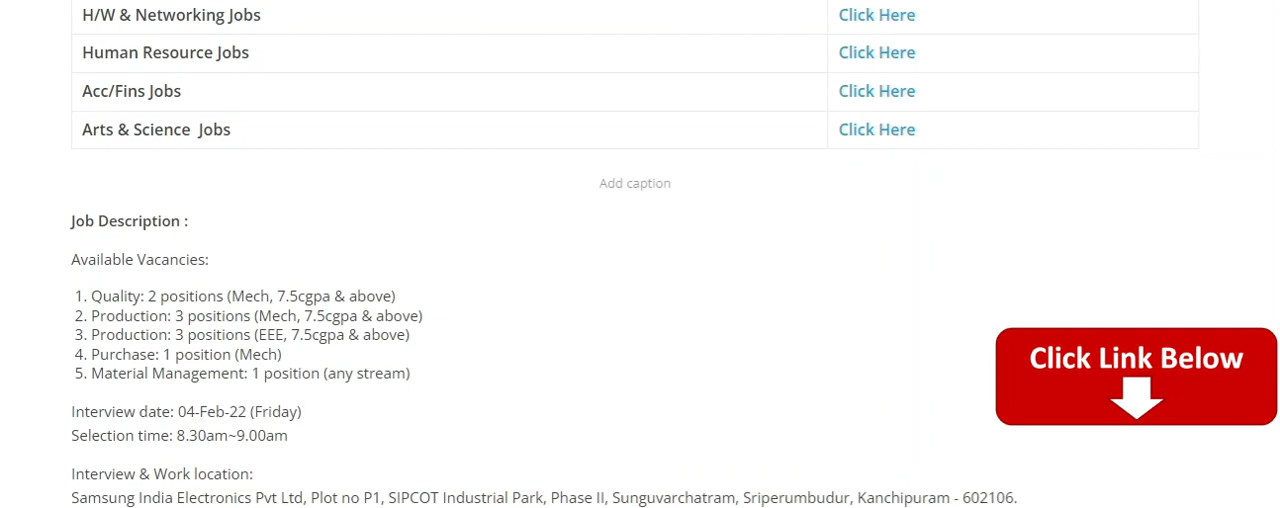 H/W & Networking Jobs Click Here
Human Resource Jobs Click Here
Acc/Fins Jobs Click Here
Arts & Science Jobs Click Here
Add caption
Job Description :
Available Vacancies:
1. Quality: 2 positions (Mech, 7.5cgpa & above)
2. Production: 3 positions (Mech, 7.5cgpa & above)
3. Production: 3 positions (EEE, 7.5cgpa & above)
4. Purchase: 1 position (Mech)
5. Material Management: 1 position (any stream)
Click Link Below
Interview date: 04-Feb-22 (Friday)
Selection time: 8.30am~9.00am
Interview & Work location:
Samsung India Electronics Pvt Ltd, Plot no P1, SIPCOT Industrial Park, Phase II, Sunguvarchatram, Sriperumbudur, Kanchipuram - 602106.